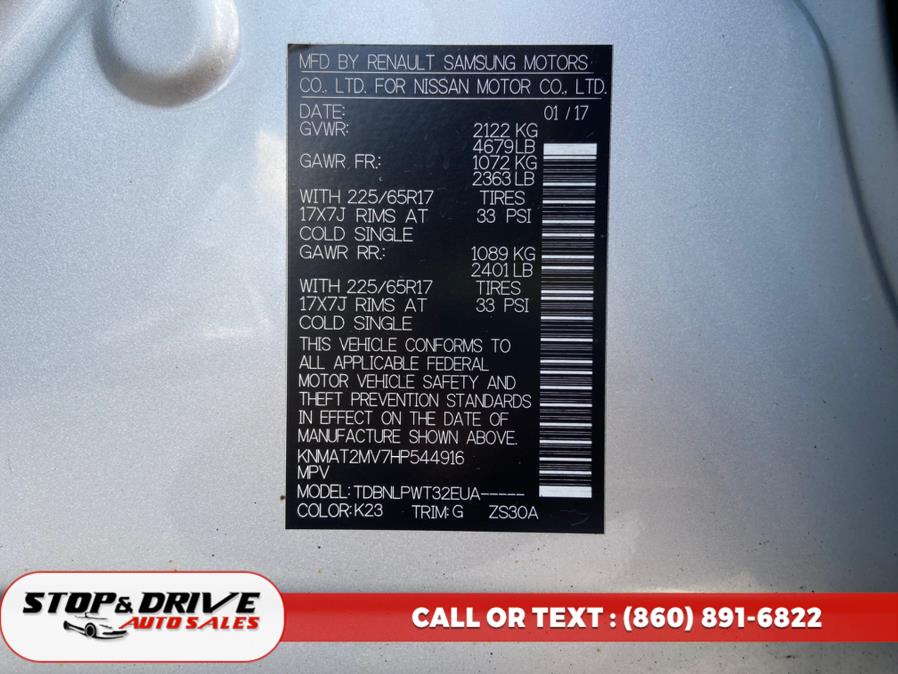 MFD BY RENAULT SAMSUNG MOTORS
CO., LTD. FOR NISSAN MOTOR CO., LTD.
DATE: 01 / 17
GVWR: 2122 KG
4679 LB
GAWR FR.: 1072 KG
2363 LB
WITH 225/65R17 TIRES
17X7J RIMS AT 33 PSI
COLD SINGLE
GAWR RR.: 1089 KG
2401 LB
WITH 225/65R17 TIRES
17X7J RIMS AT 33 PSI
COLD SINGLE
THIS VEHICLE CONFORMS TO
ALL APPLICABLE FEDERAL
MOTOR VEHICLE SAFETY AND
THEFT PREVENTION STANDARDS
IN EFFECT ON THE DATE OF
MANUFACTURE SHOWN ABOVE.
KNMAT2MV7HP544916
MPV
MODEL: TDBNLPWT32EUA-----
COLOR: K23 TRIM: G ZS30A
STOP & DRIVE
AUTO SALES
CALL OR TEXT : (860) 891-6822